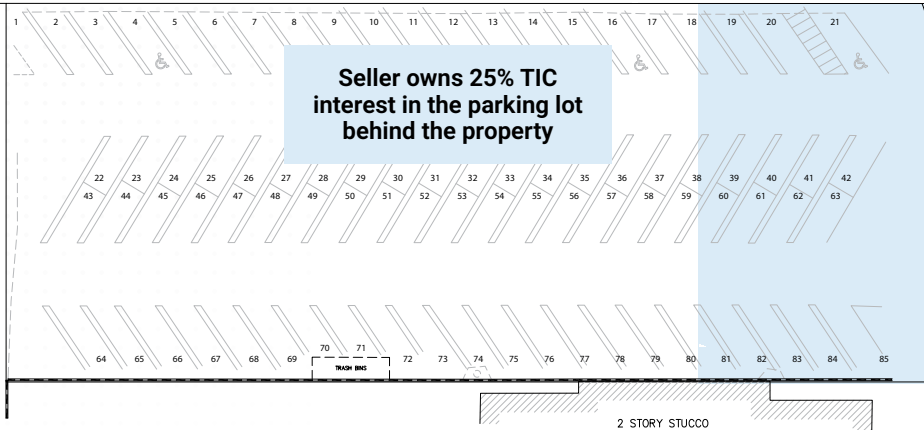 1 2 3 4 5 6 7 8 9 10 11 12 13 14 15 16 17 18 19 20 21
Seller owns 25% TIC
interest in the parking lot
behind the property
22 23 24 25 26 27 28 29 30 31 32 33 34 35 36 37 38 39 40 41 42
43 44 45 46 47 48 49 50 51 52 53 54 55 56 57 58 59 60 61 62 63
70 71
64 65 66 67 68 69 72 73 74 75 76 77 78 79 80 81 82 83 84 85
TRASH BINS
2 STORY STUCCO